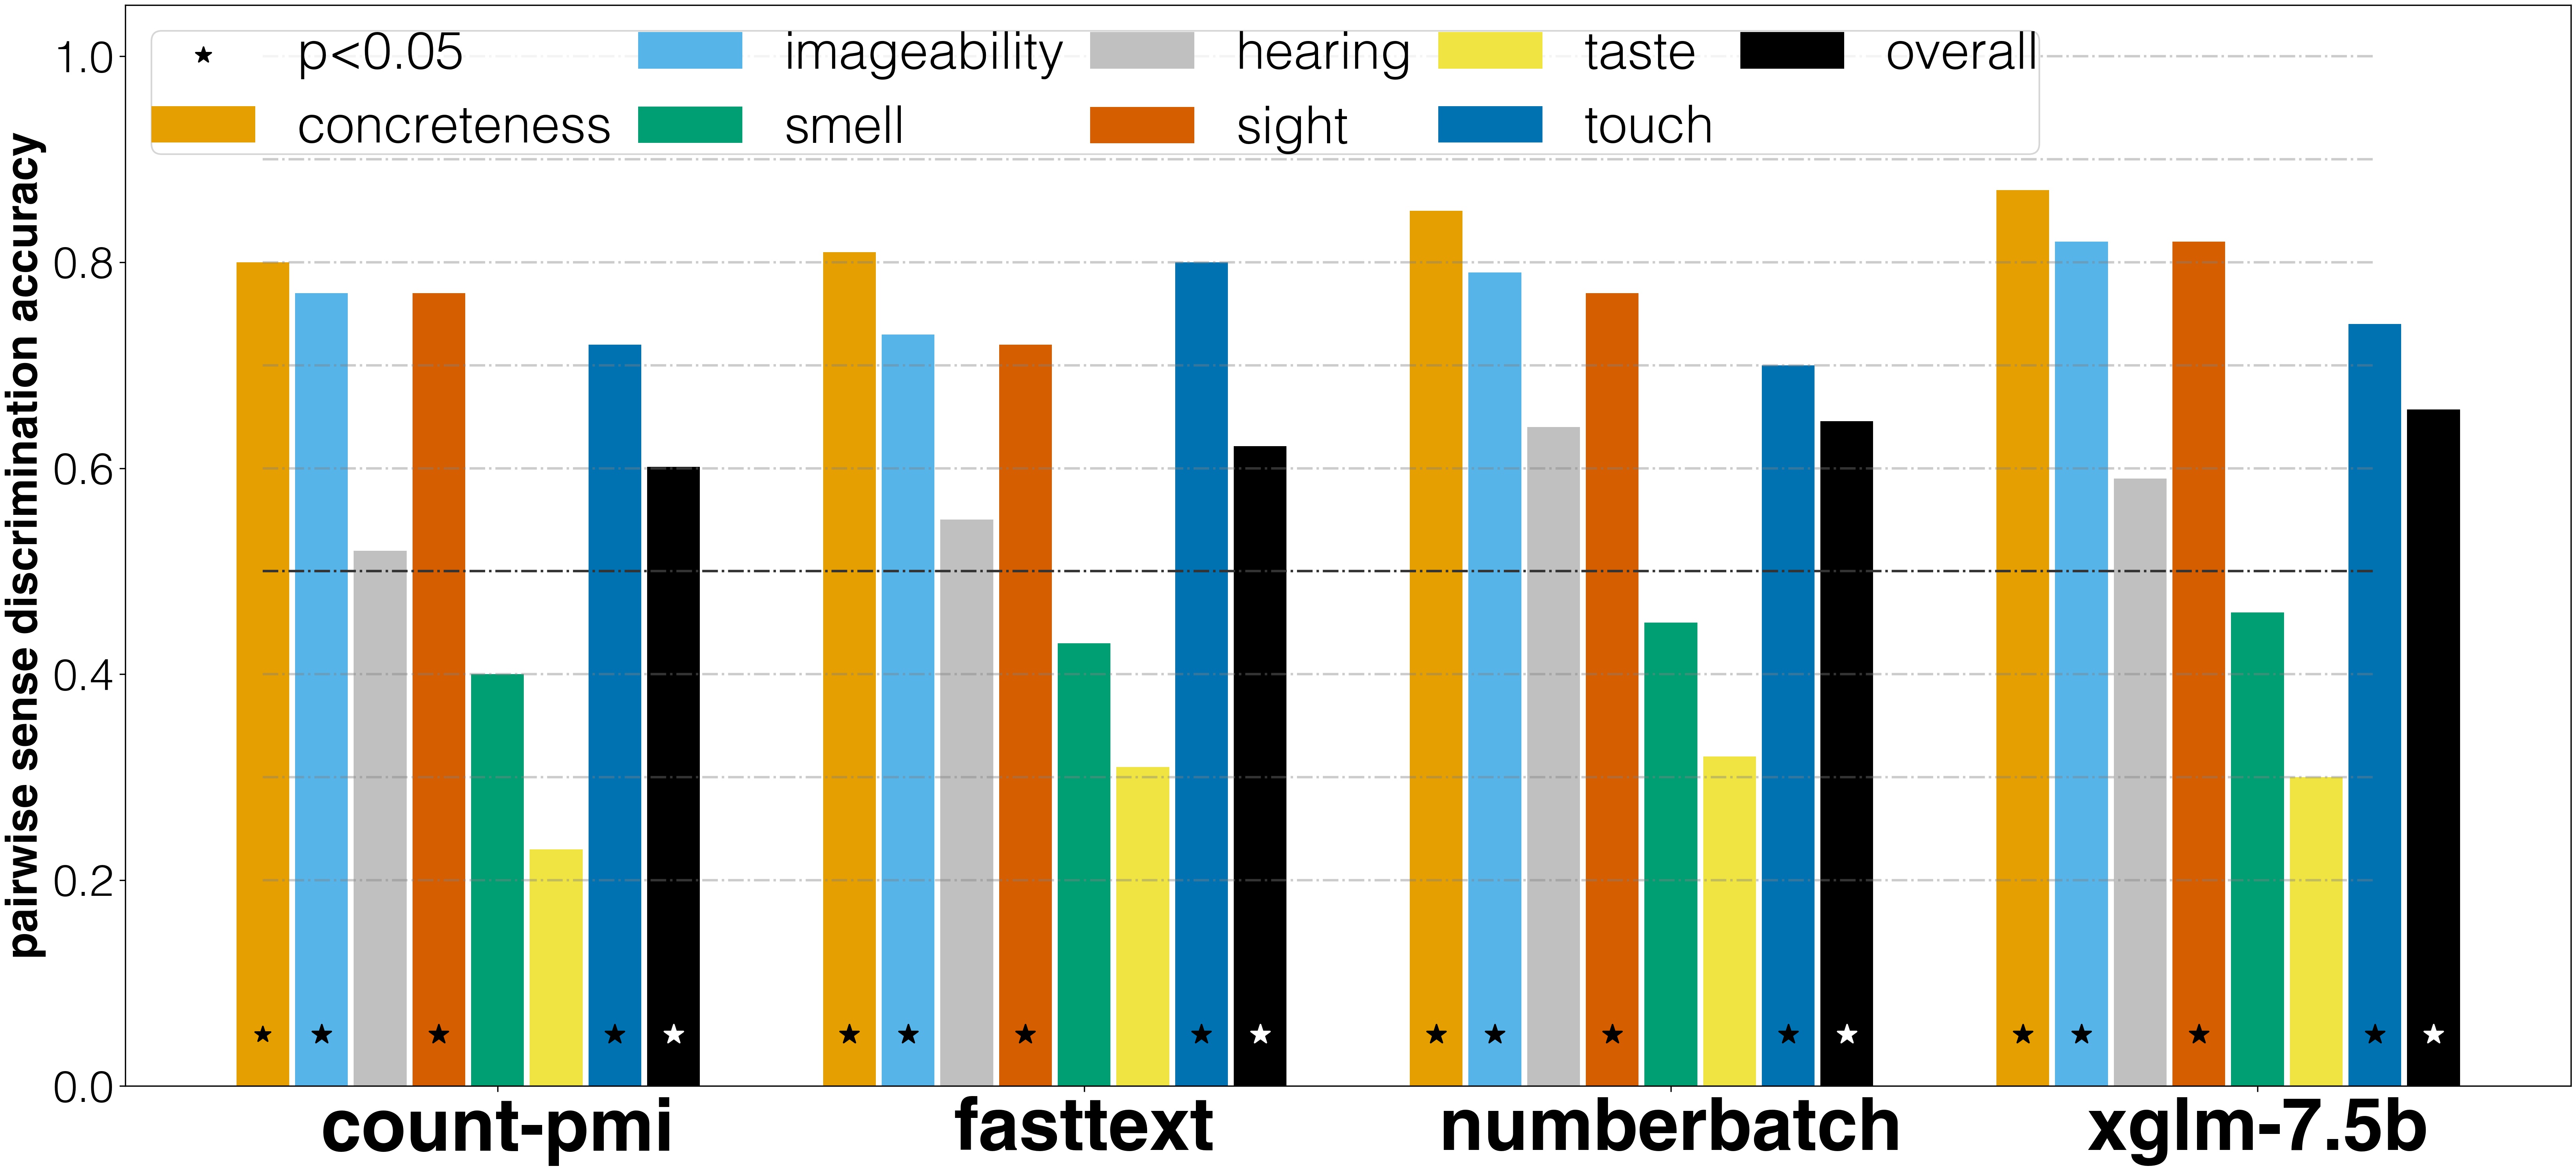 pairwise sense discrimination accuracy
1.0
0.8
0.6
0.4
0.2
0.0
p<0.05
imageability
hearing
taste
overall
concreteness
smell
sight
touch
count-pmi
fasttext
numberbatch
xglm-7.5b